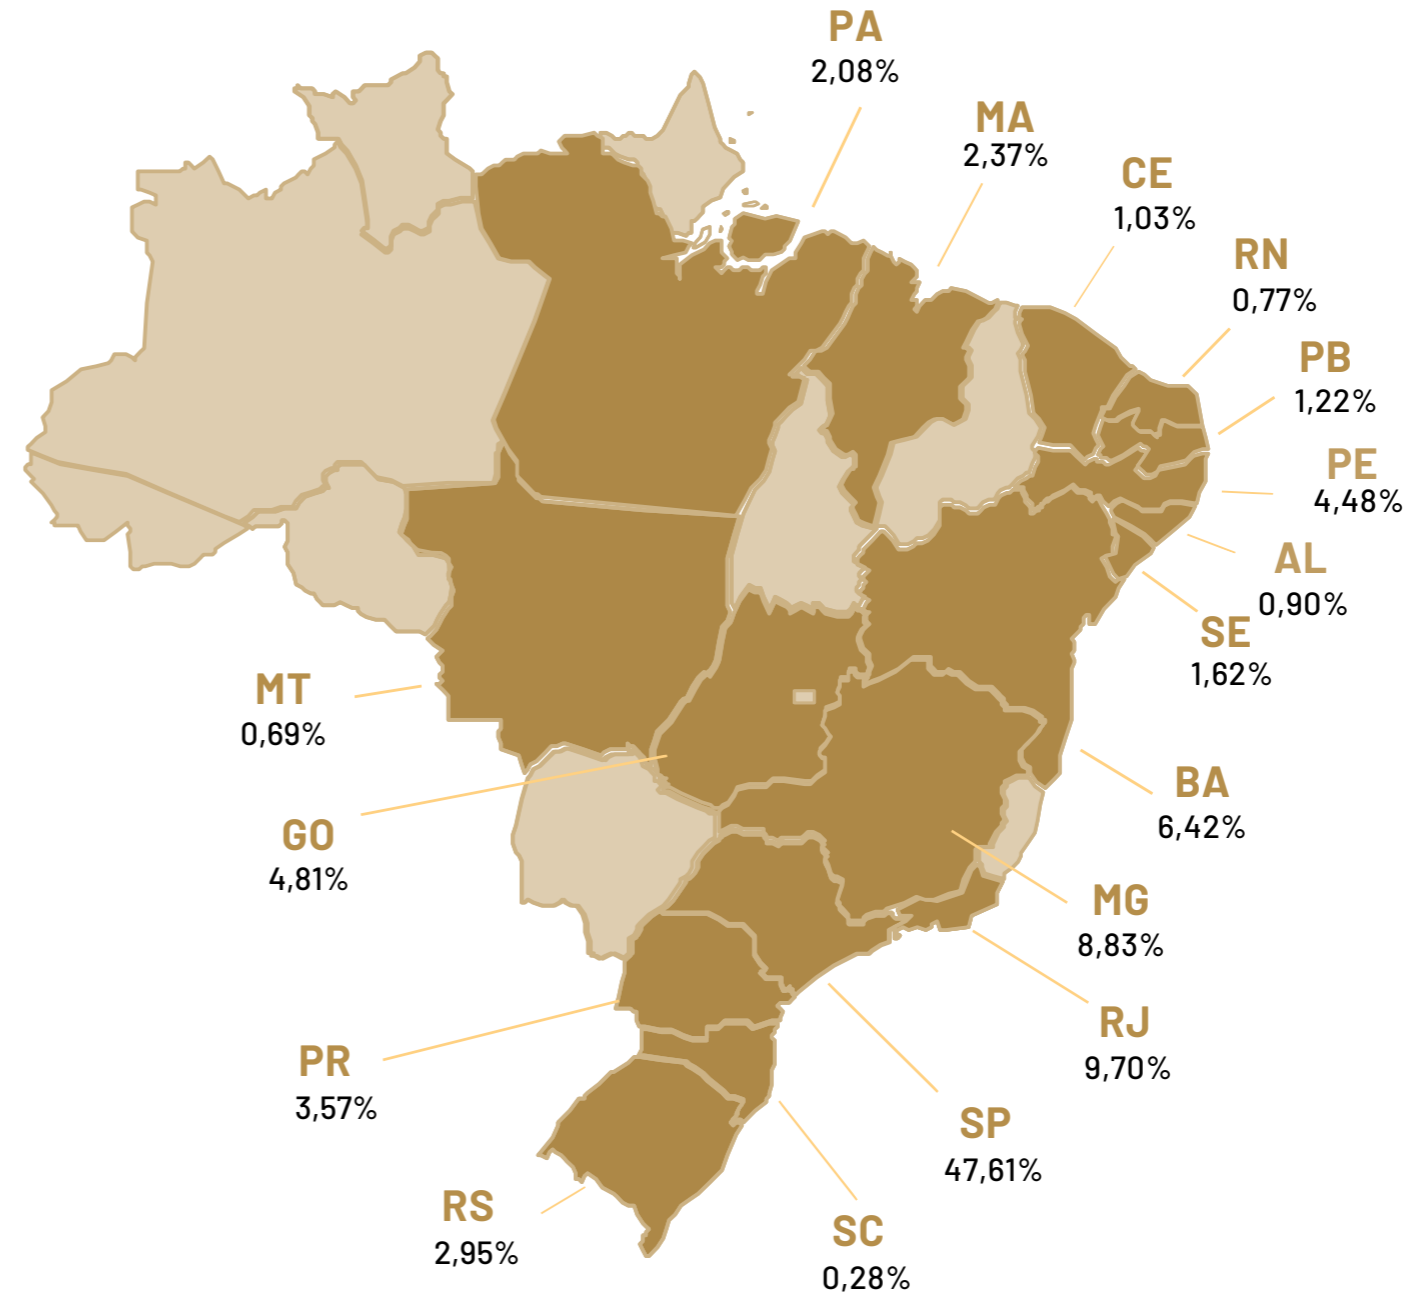 PA
2,08%
MA
2,37%
CE
1,03%
RN
0,77%
PB
1,22%
PE
4,48%
AL
0,90%
SE
1,62%
MT
0,69%
BA
6,42%
GO
4,81%
MG
8,83%
RJ
9,70%
PR
3,57%
SP
47,61%
RS
2,95%
SC
0,28%